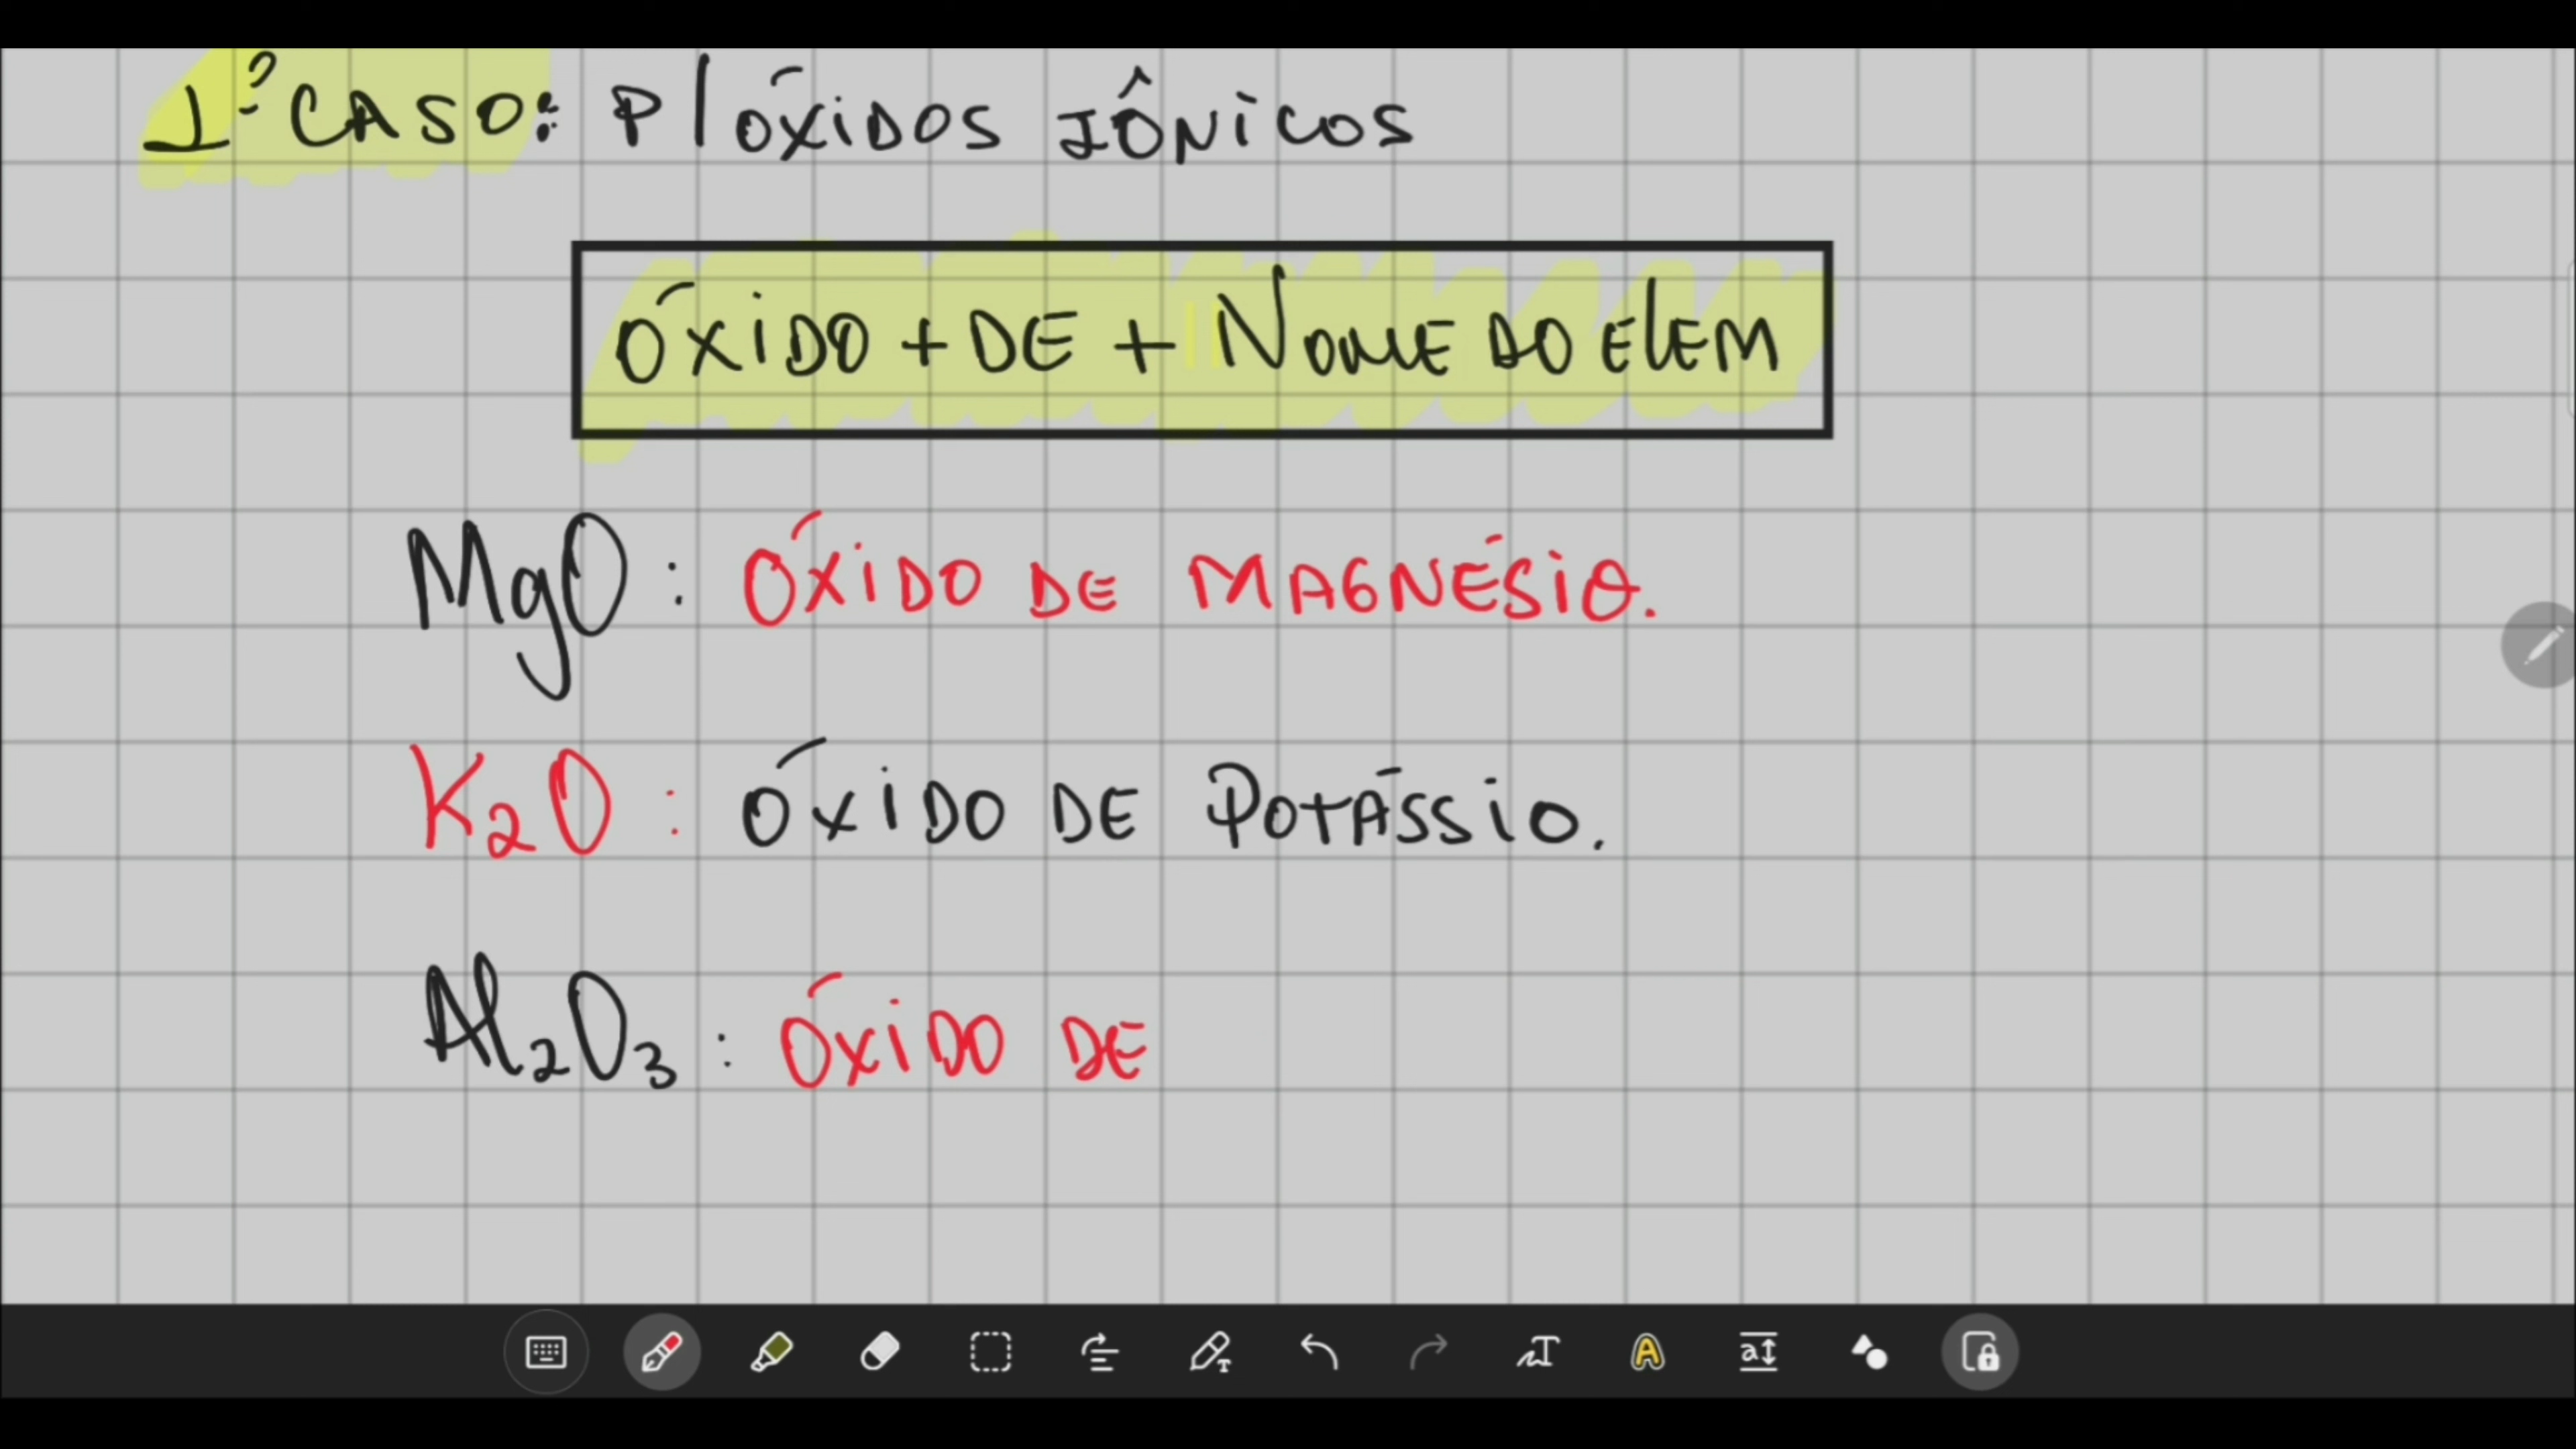 1º CASO: P/ ÓXIDOS IÔNICOS
ÓXIDO + DE + NOME DO ELEM
MgO: ÓXIDO DE MAGNÉSIO.
K₂O: ÓXIDO DE POTÁSSIO.
Al₂O₃: ÓXIDO DE